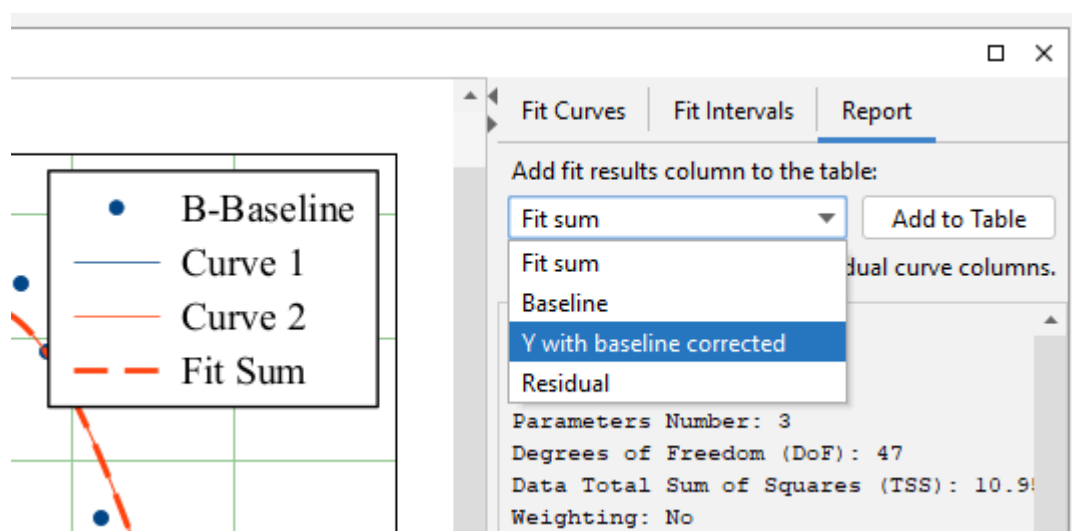 Fit Curves Fit Intervals Report
Add fit results column to the table:
Fit sum Add to Table
Fit sum
dual curve columns.
Baseline
Y with baseline corrected
Residual
Parameters Number: 3
Degrees of Freedom (DoF): 47
Data Total Sum of Squares (TSS): 10.9
Weighting: No
B-Baseline
Curve 1
Curve 2
Fit Sum